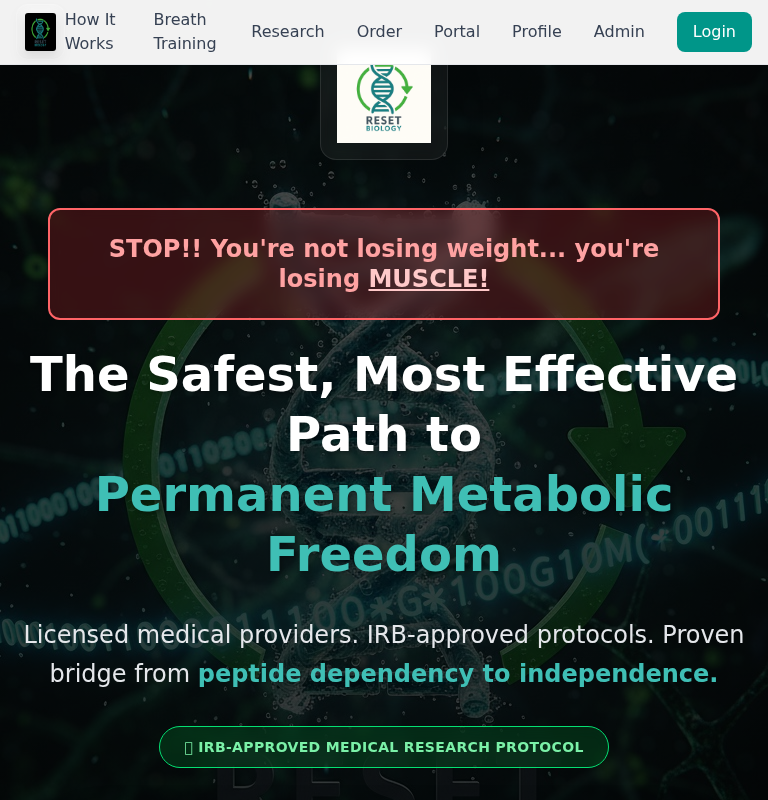 How It
Works
Breath
Training
Research
Order
Portal
Profile
Admin
Login
RESET
BIOLOGY
STOP!! You're not losing weight... you're
losing MUSCLE!
The Safest, Most Effective
Path to
Permanent Metabolic
Freedom
Licensed medical providers. IRB-approved protocols. Proven
bridge from peptide dependency to independence.
IRB-APPROVED MEDICAL RESEARCH PROTOCOL
RESET